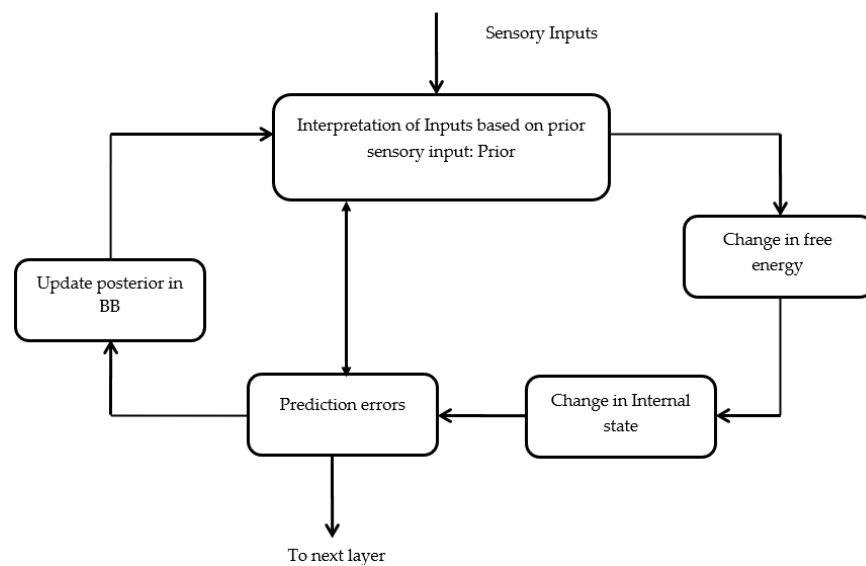 Sensory Inputs
Interpretation of Inputs based on prior
sensory input: Prior
Change in free
energy
Update posterior in
BB
Prediction errors
Change in Internal
state
To next layer